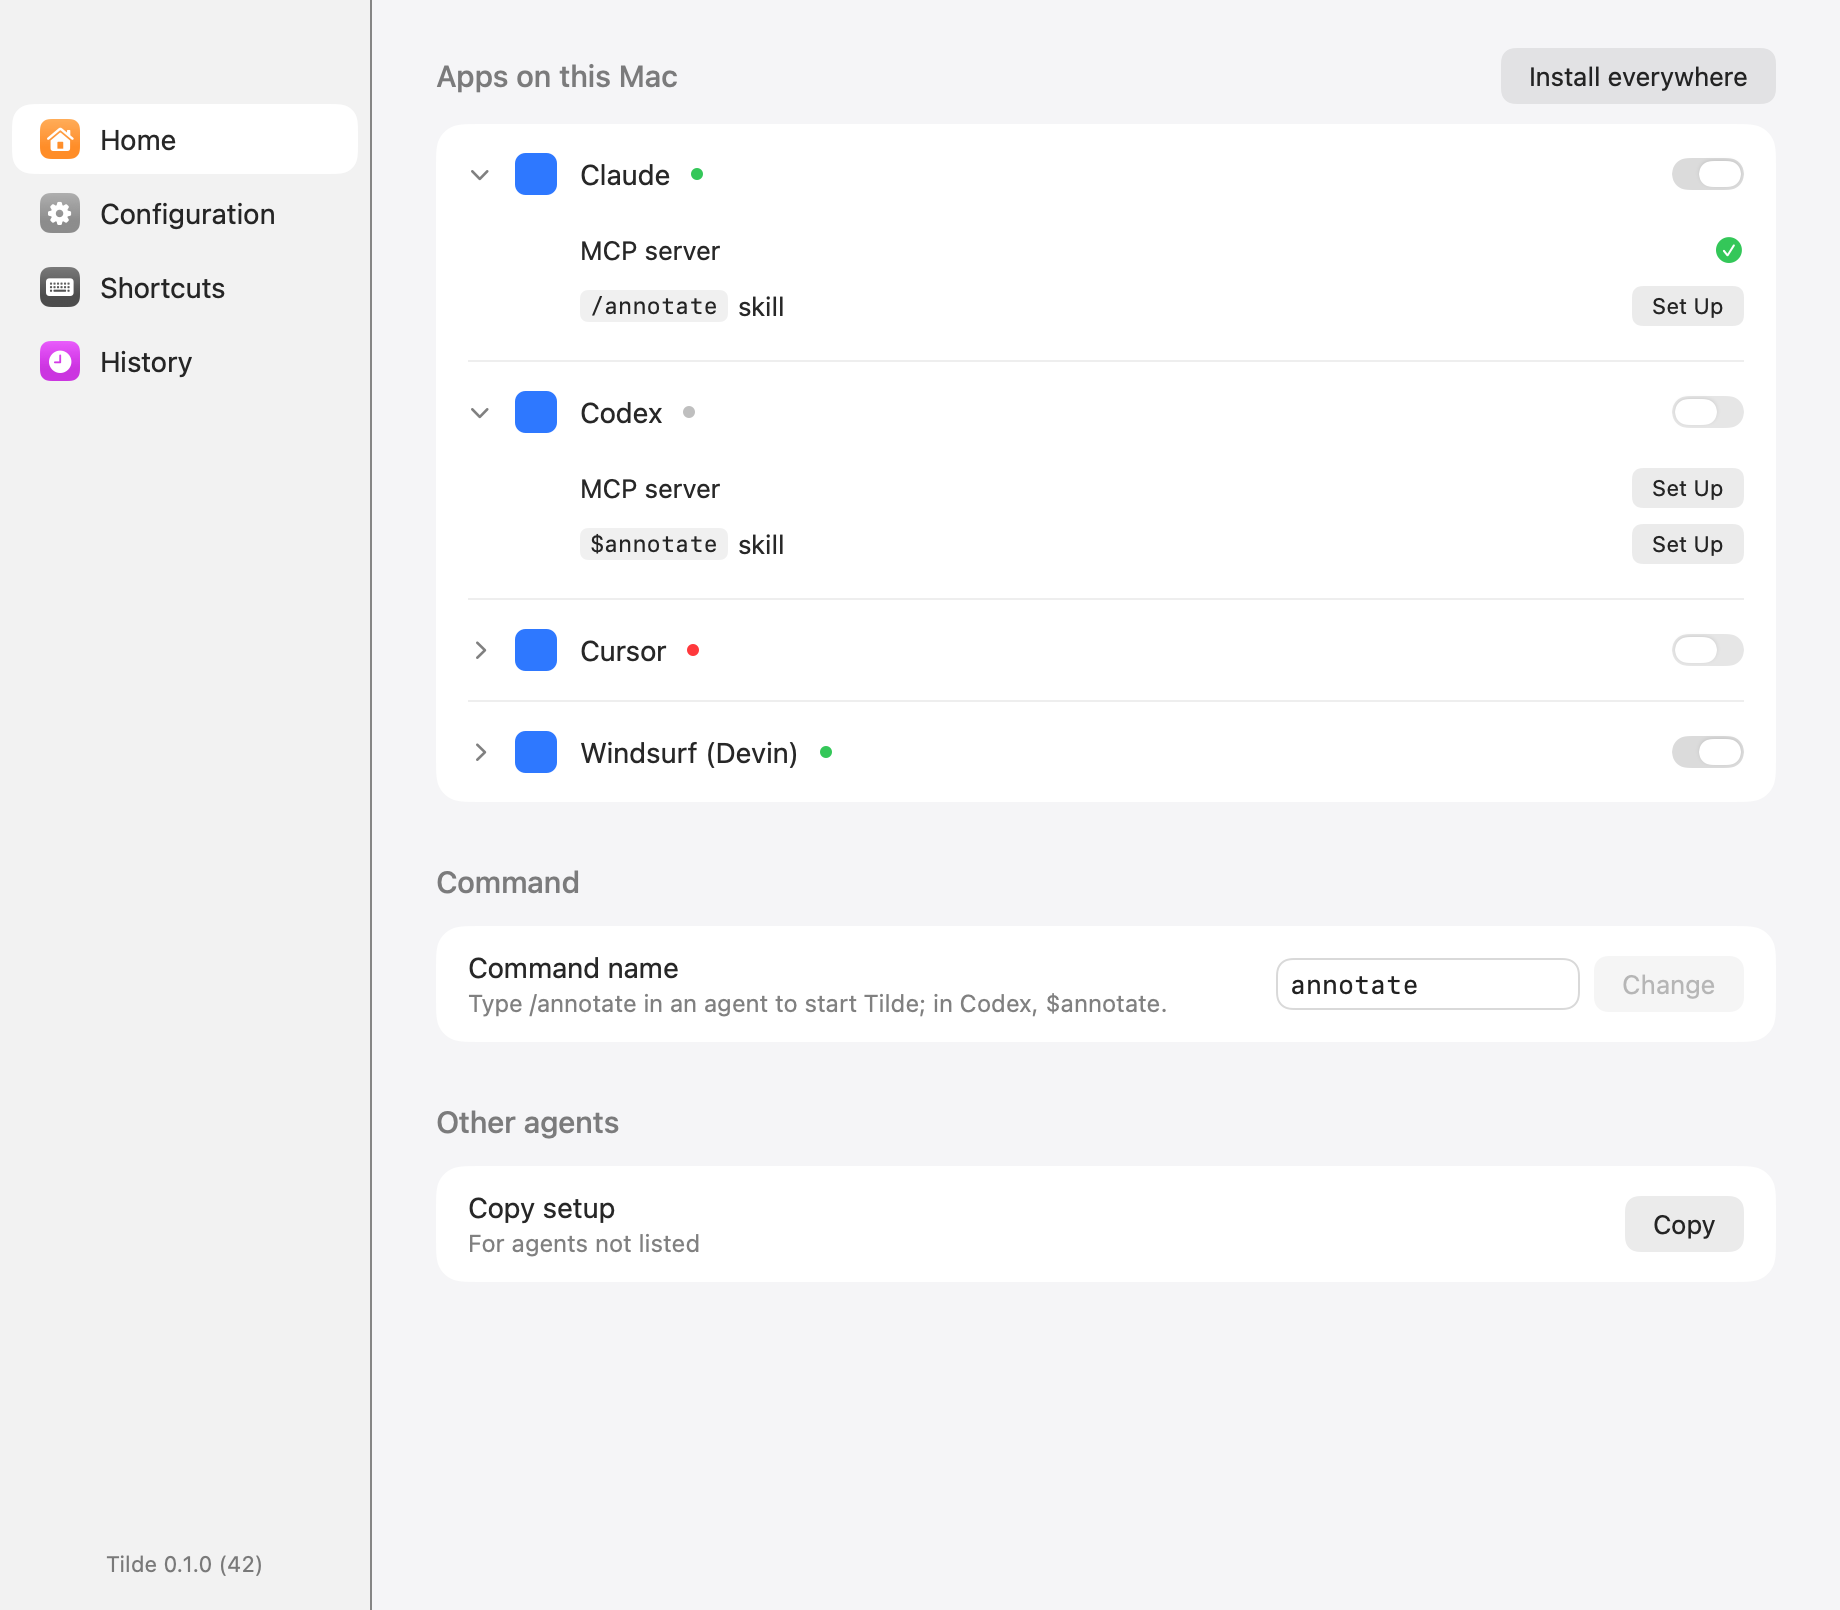 Home
Configuration
Shortcuts
History
Tilde 0.1.0 (42)
Apps on this Mac
Install everywhere
Claude
MCP server
/annotate skill
Set Up
Codex
MCP server
Set Up
$annotate skill
Set Up
Cursor
Windsurf (Devin)
Command
Command name
Type /annotate in an agent to start Tilde; in Codex, $annotate.
annotate
Change
Other agents
Copy setup
For agents not listed
Copy